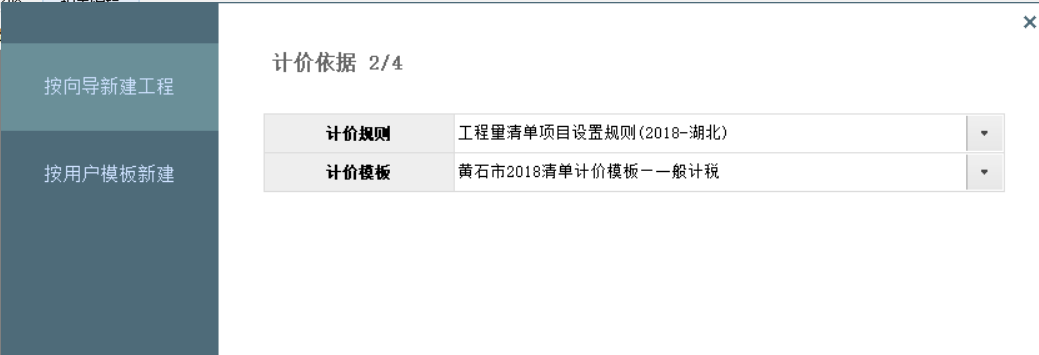 按向导新建工程
按用户模板新建
计价依据 2/4
计价规则 工程量清单项目设置规则(2018-湖北)
计价模板 黄石市2018清单计价模板一一般计税